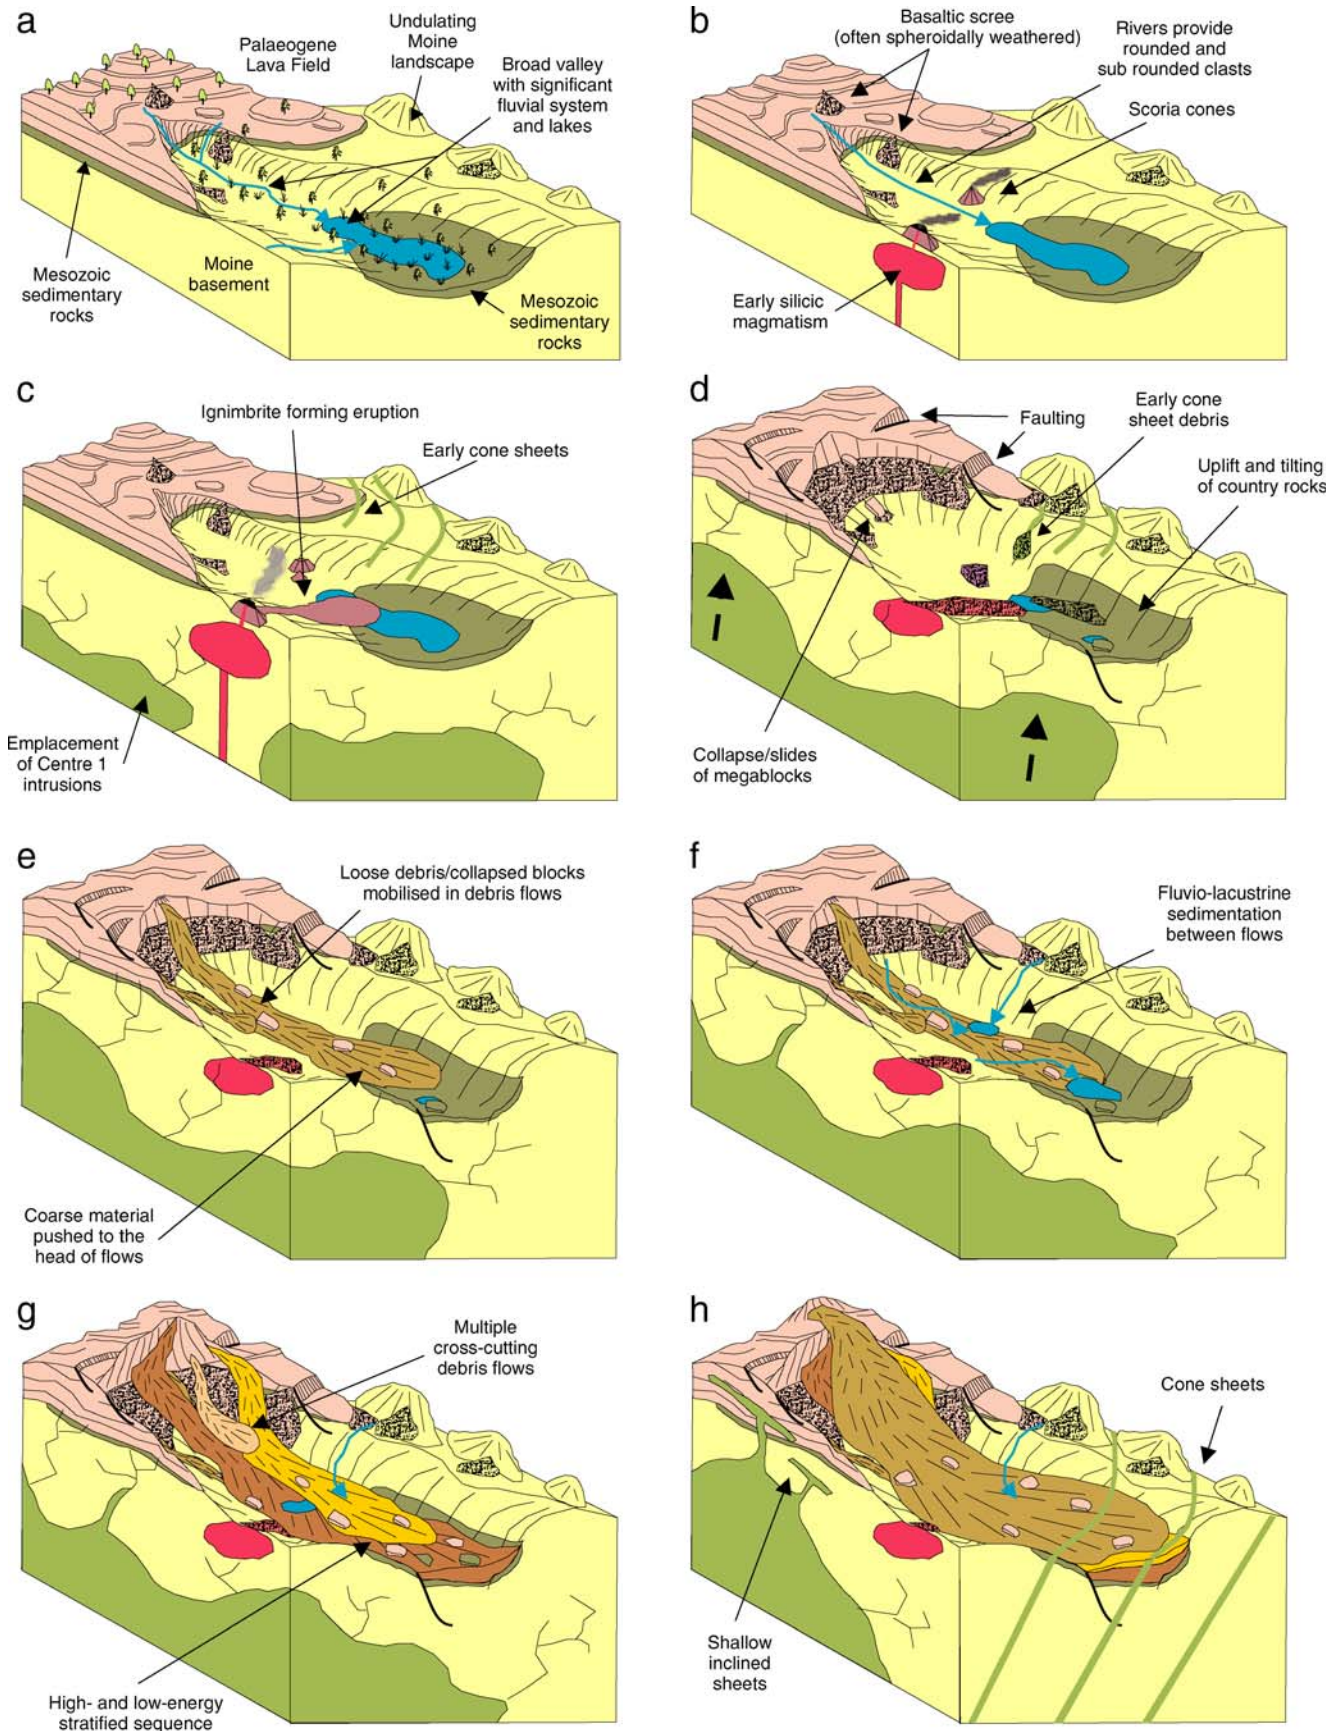 a
Palaeogene
Lava Field
Undulating
Moine
landscape
Broad valley
with significant
fluvial system
and lakes
Mesozoic
sedimentary
rocks
Moine
basement
Mesozoic
sedimentary
rocks
b
Basaltic scree
(often spheroidally weathered)
Rivers provide
rounded and
sub rounded clasts
Scoria cones
Early silicic
magmatism
c
Ignimbrite forming eruption
Early cone sheets
Emplacement
of Centre 1
intrusions
d
Faulting
Early cone
sheet debris
Uplift and tilting
of country rocks
Collapse/slides
of megablocks
e
Loose debris/collapsed blocks
mobilised in debris flows
Coarse material
pushed to the
head of flows
f
Fluvio-lacustrine
sedimentation
between flows
g
Multiple
cross-cutting
debris flows
High- and low-energy
stratified sequence
h
Cone sheets
Shallow
inclined
sheets